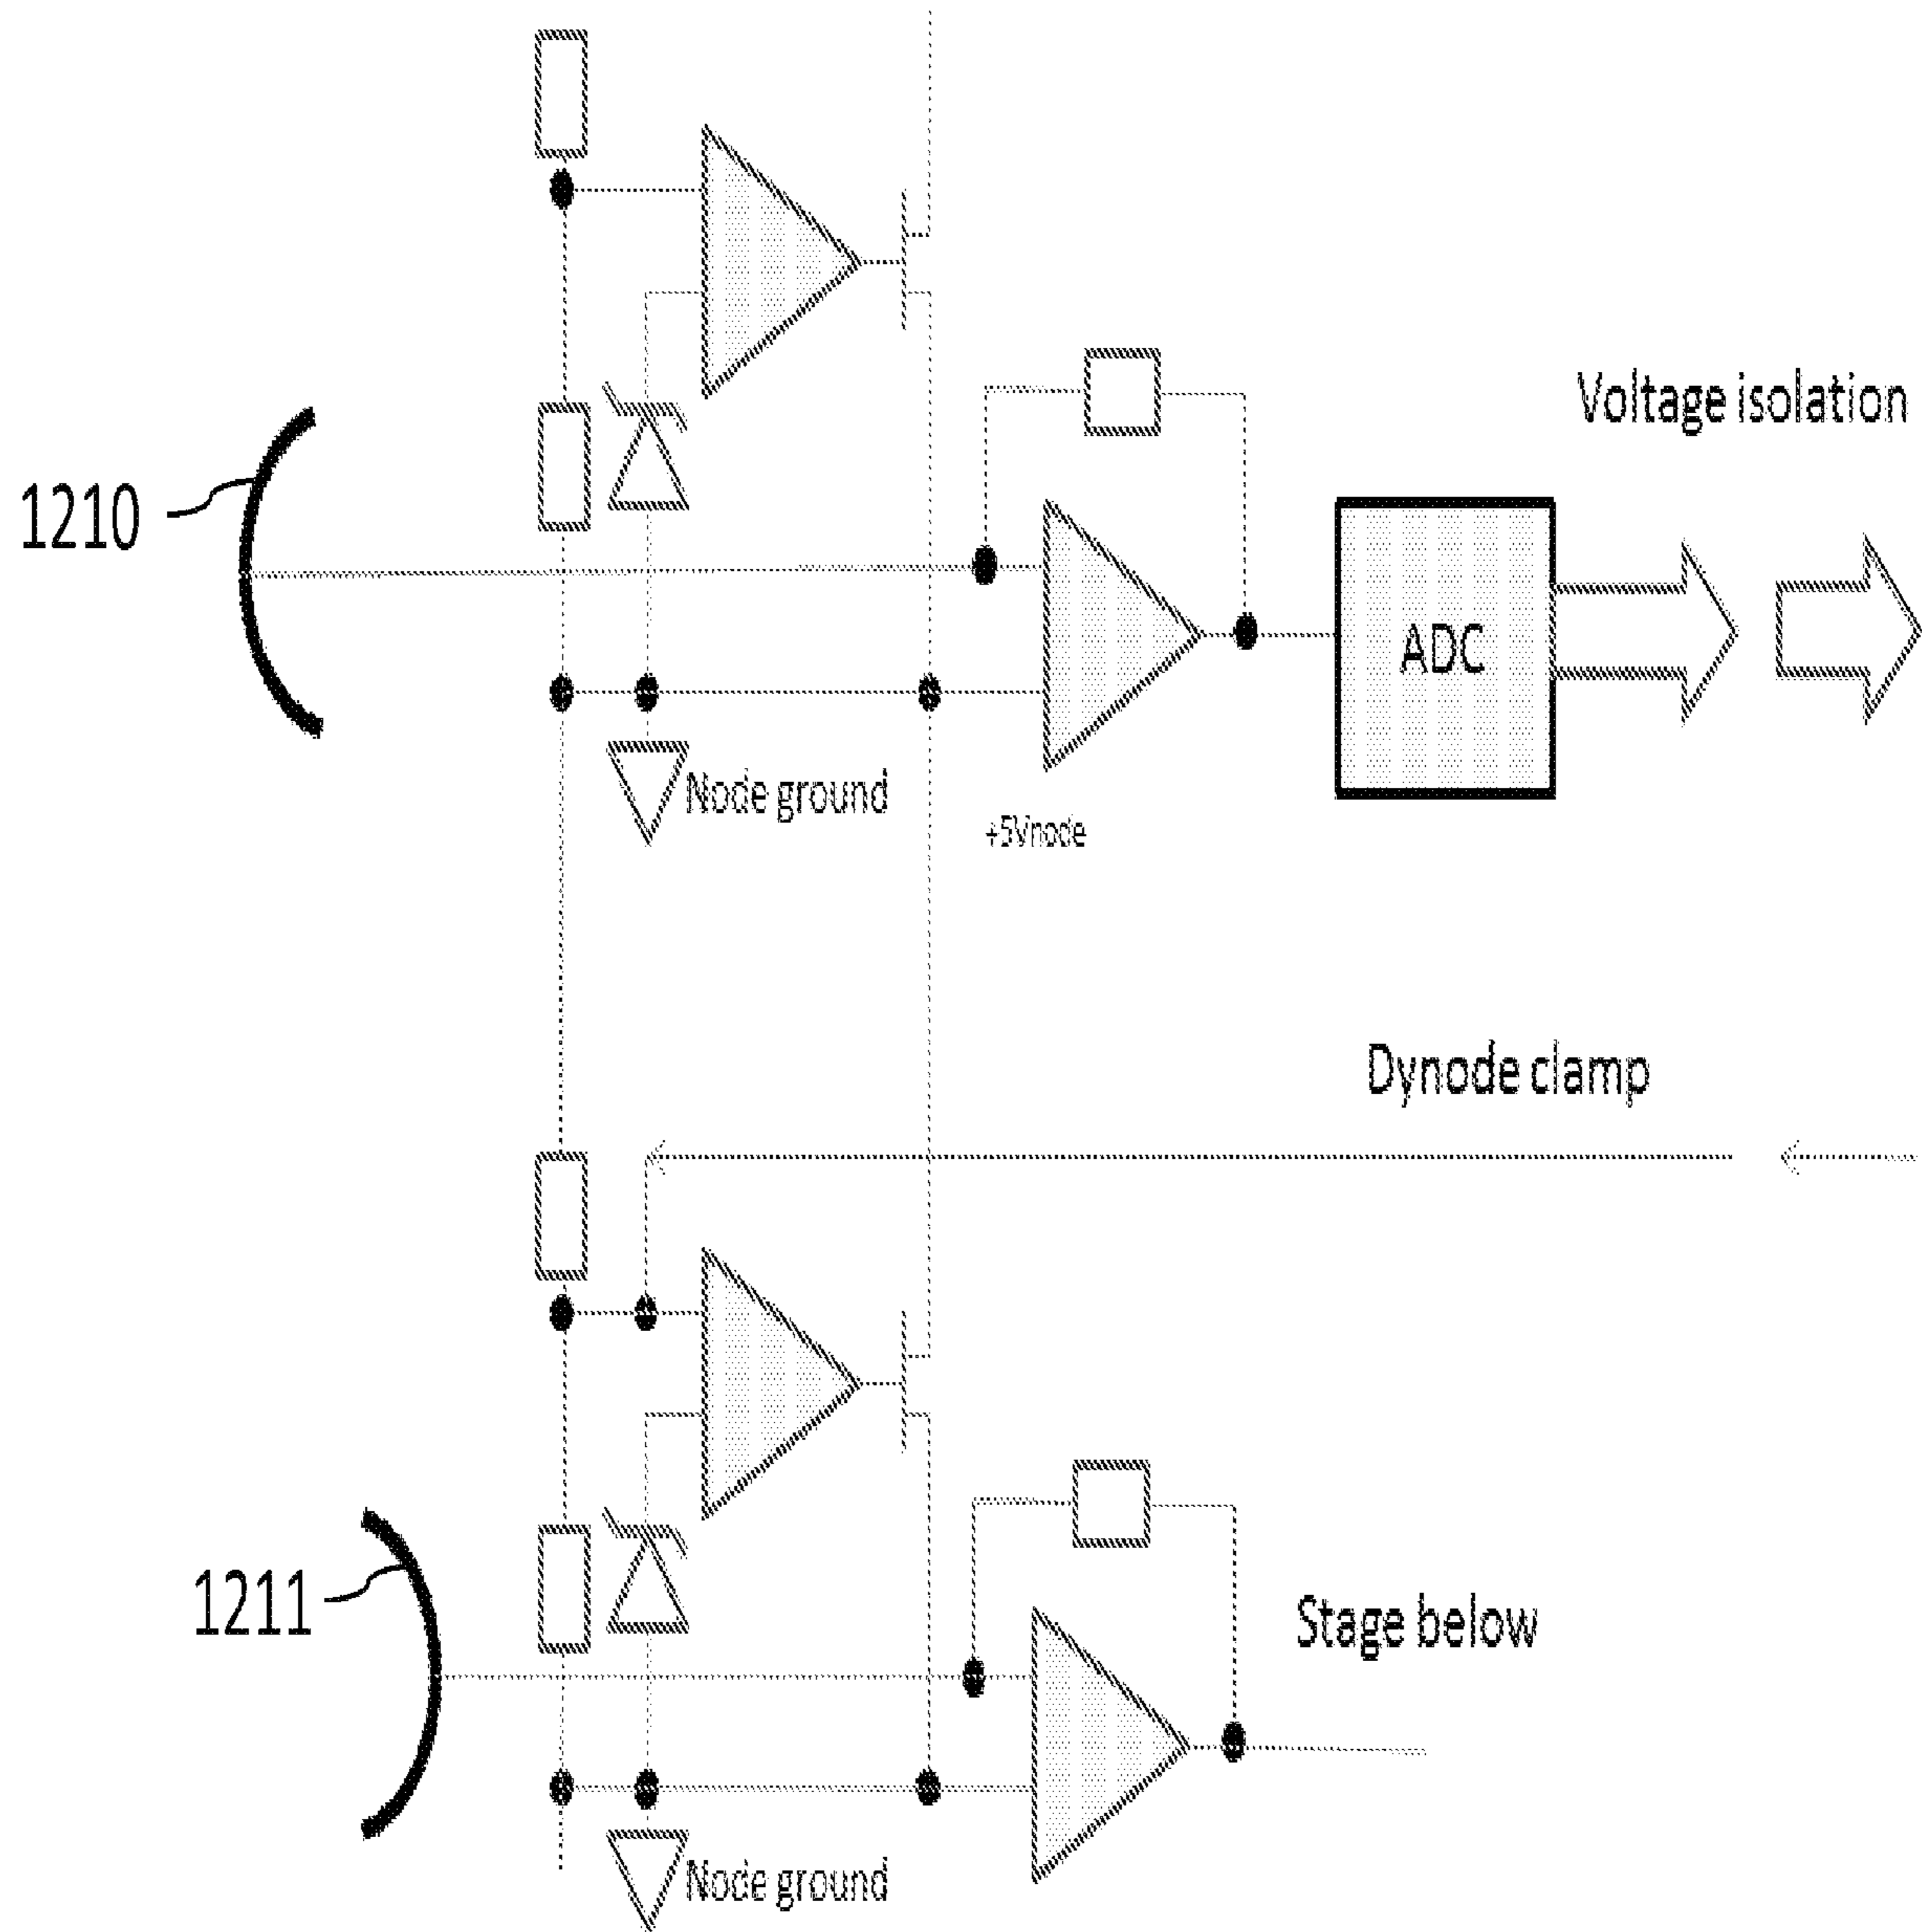 Voltage isolation
1210
ADC
Node ground
+5Vnode
Dynode clamp
1211
Stage below
Node ground